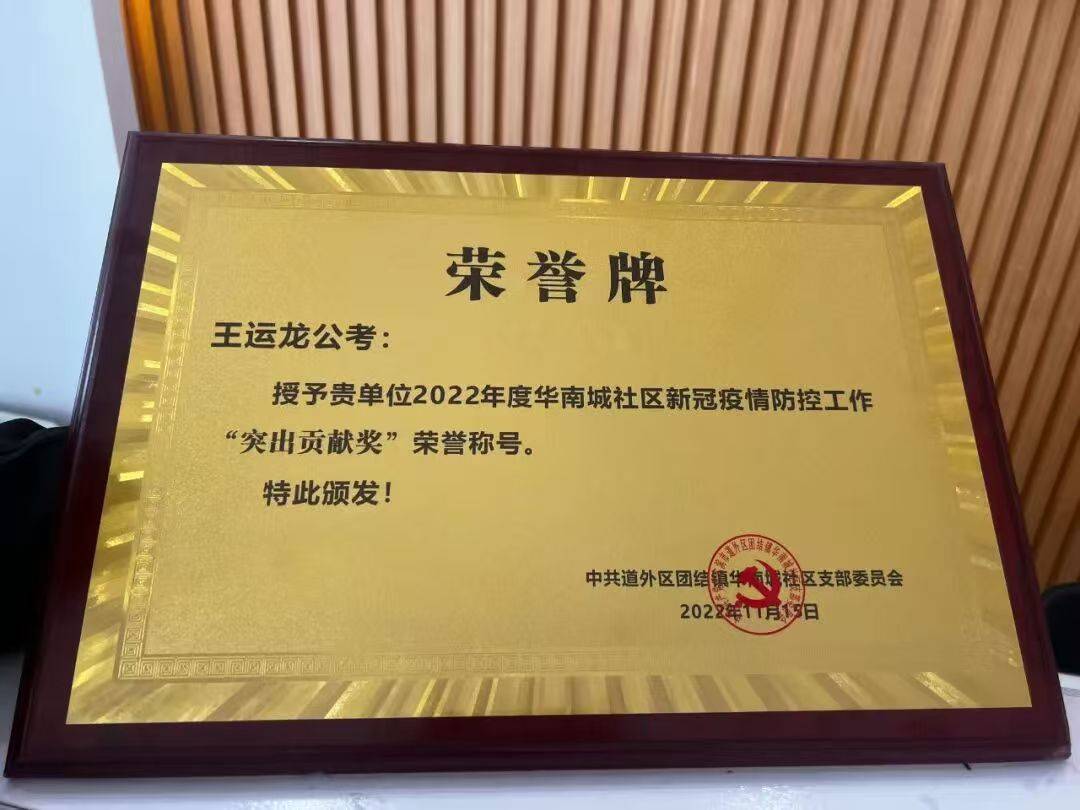 荣誉牌
王运龙公考：
授予贵单位2022年度华南城社区新冠疫情防控工作
“突出贡献奖”荣誉称号。
特此颁发！
中共道外区团结镇华南城社区支部委员会
2022年11月15日